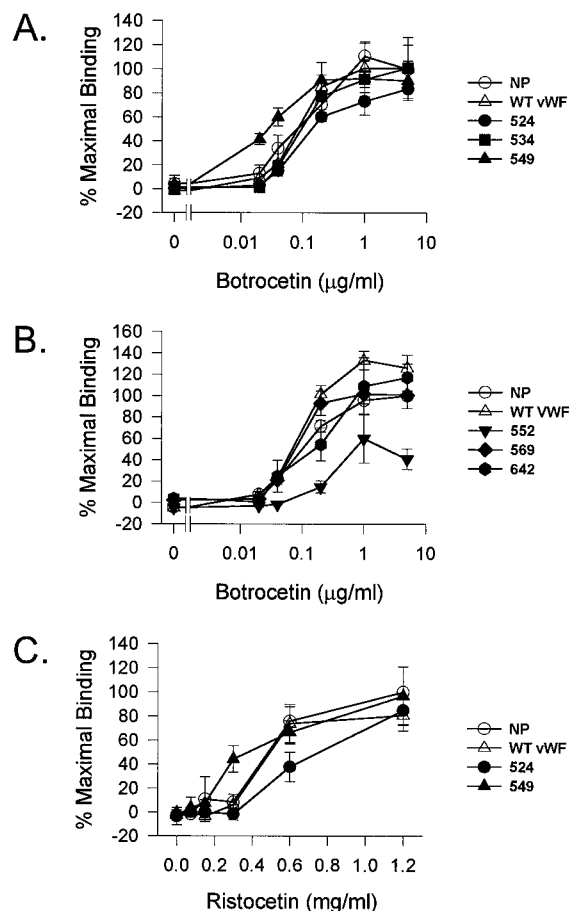 A.
% Maximal Binding
140
120
100
80
60
40
20
0
-20
0 0.01 0.1 1 10
Botrocetin (μg/ml)
NP
WT vWF
524
534
549
B.
% Maximal Binding
160
140
120
100
80
60
40
20
0
-20
0 0.01 0.1 1 10
Botrocetin (μg/ml)
NP
WT VWF
552
569
642
C.
% Maximal Binding
140
120
100
80
60
40
20
0
-20
0.0 0.2 0.4 0.6 0.8 1.0 1.2
Ristocetin (mg/ml)
NP
WT vWF
524
549